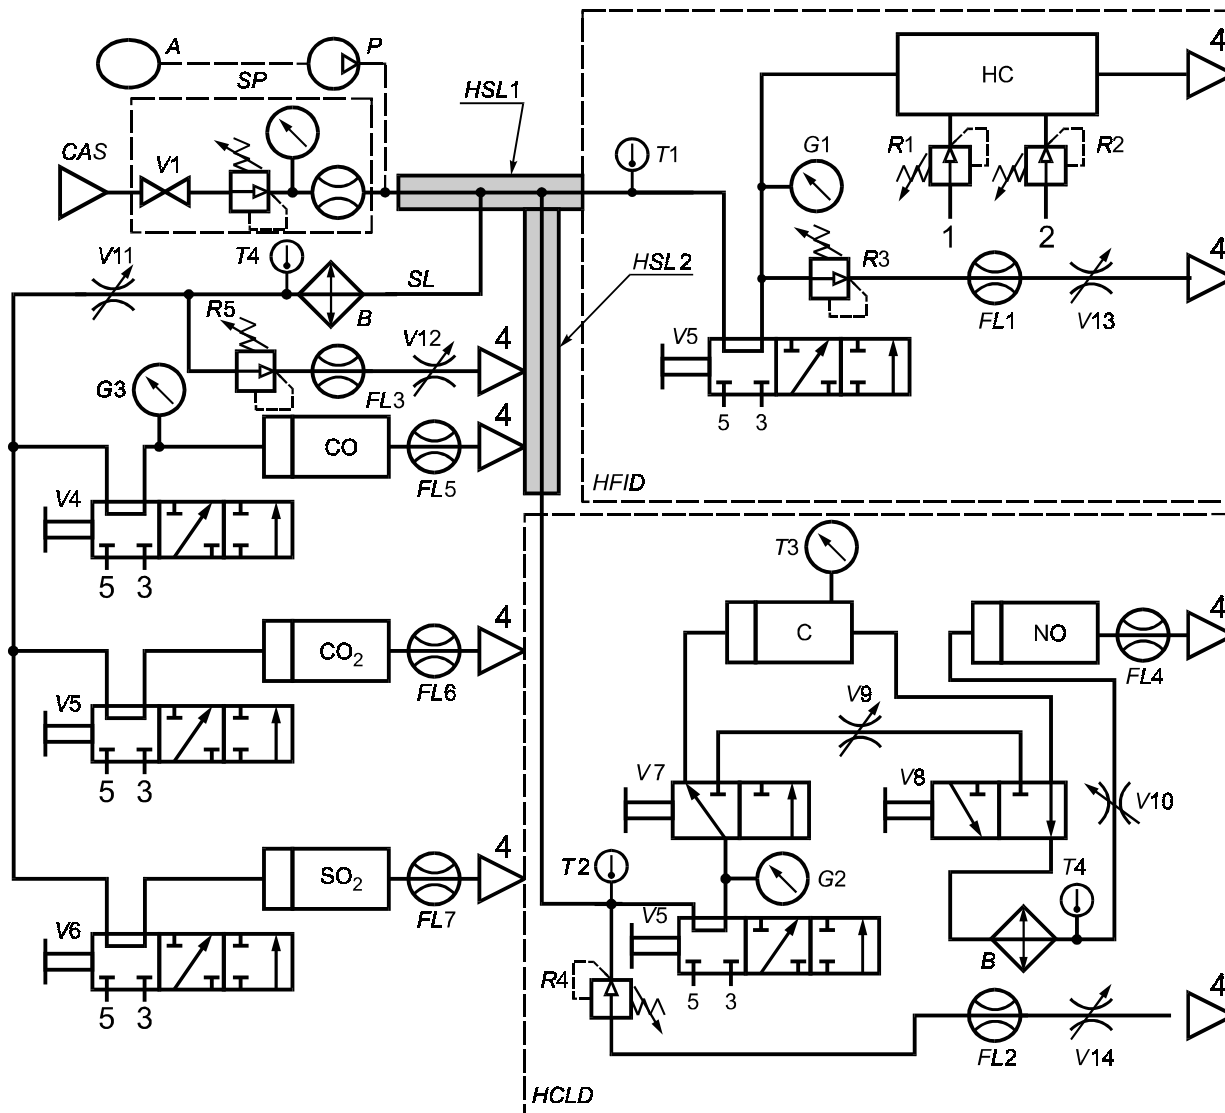 A
P
SP
HSL1
4
HC
CAS
V1
T1
G1
R1
R2
1
2
V11
T4
SL
HSL2
R3
4
R5
B
FL1
V13
V12
4
V5
G3
FL3
4
5
3
CO
FL5
HFID
V4
5
3
T3
4
4
C
NO
CO2
FL6
FL4
V5
V9
5
3
V7
V8
V10
4
T2
G2
T4
SO2
FL7
V5
V6
B
R4
5
3
4
5
3
FL2
V14
HCLD